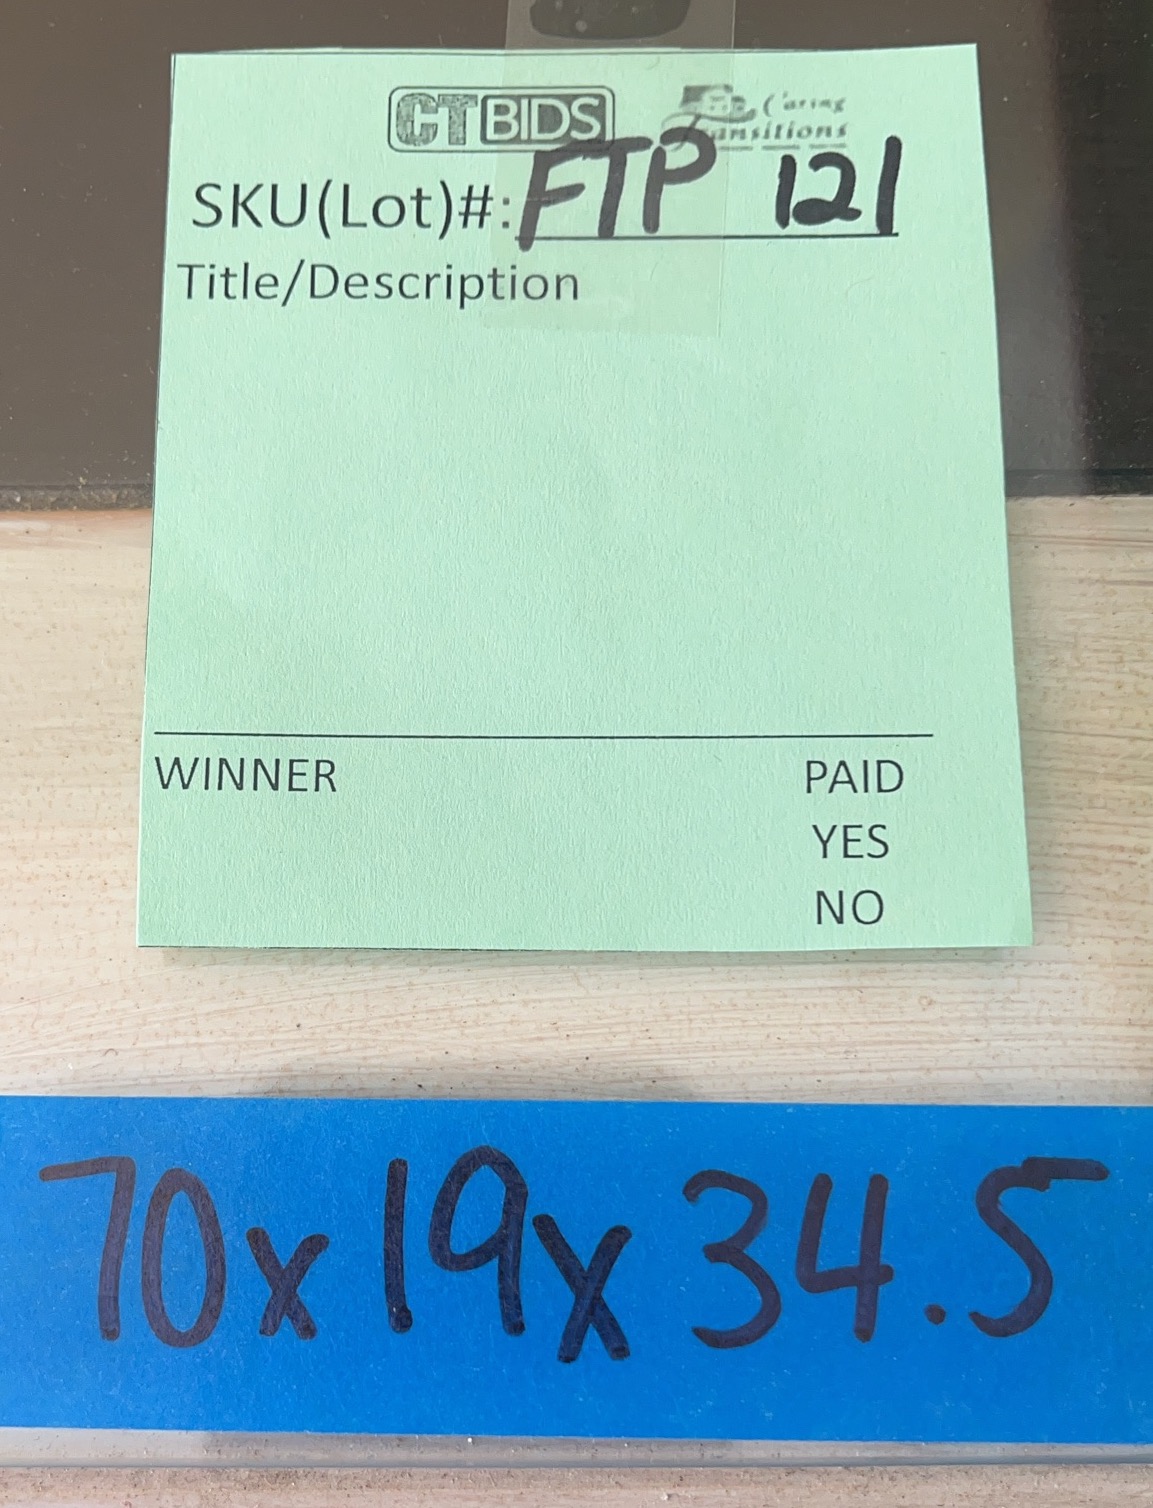 CTBIDS Caring Transitions
SKU(Lot)#: FTP 121
Title/Description
WINNER PAID
YES
NO
70x19x34.5